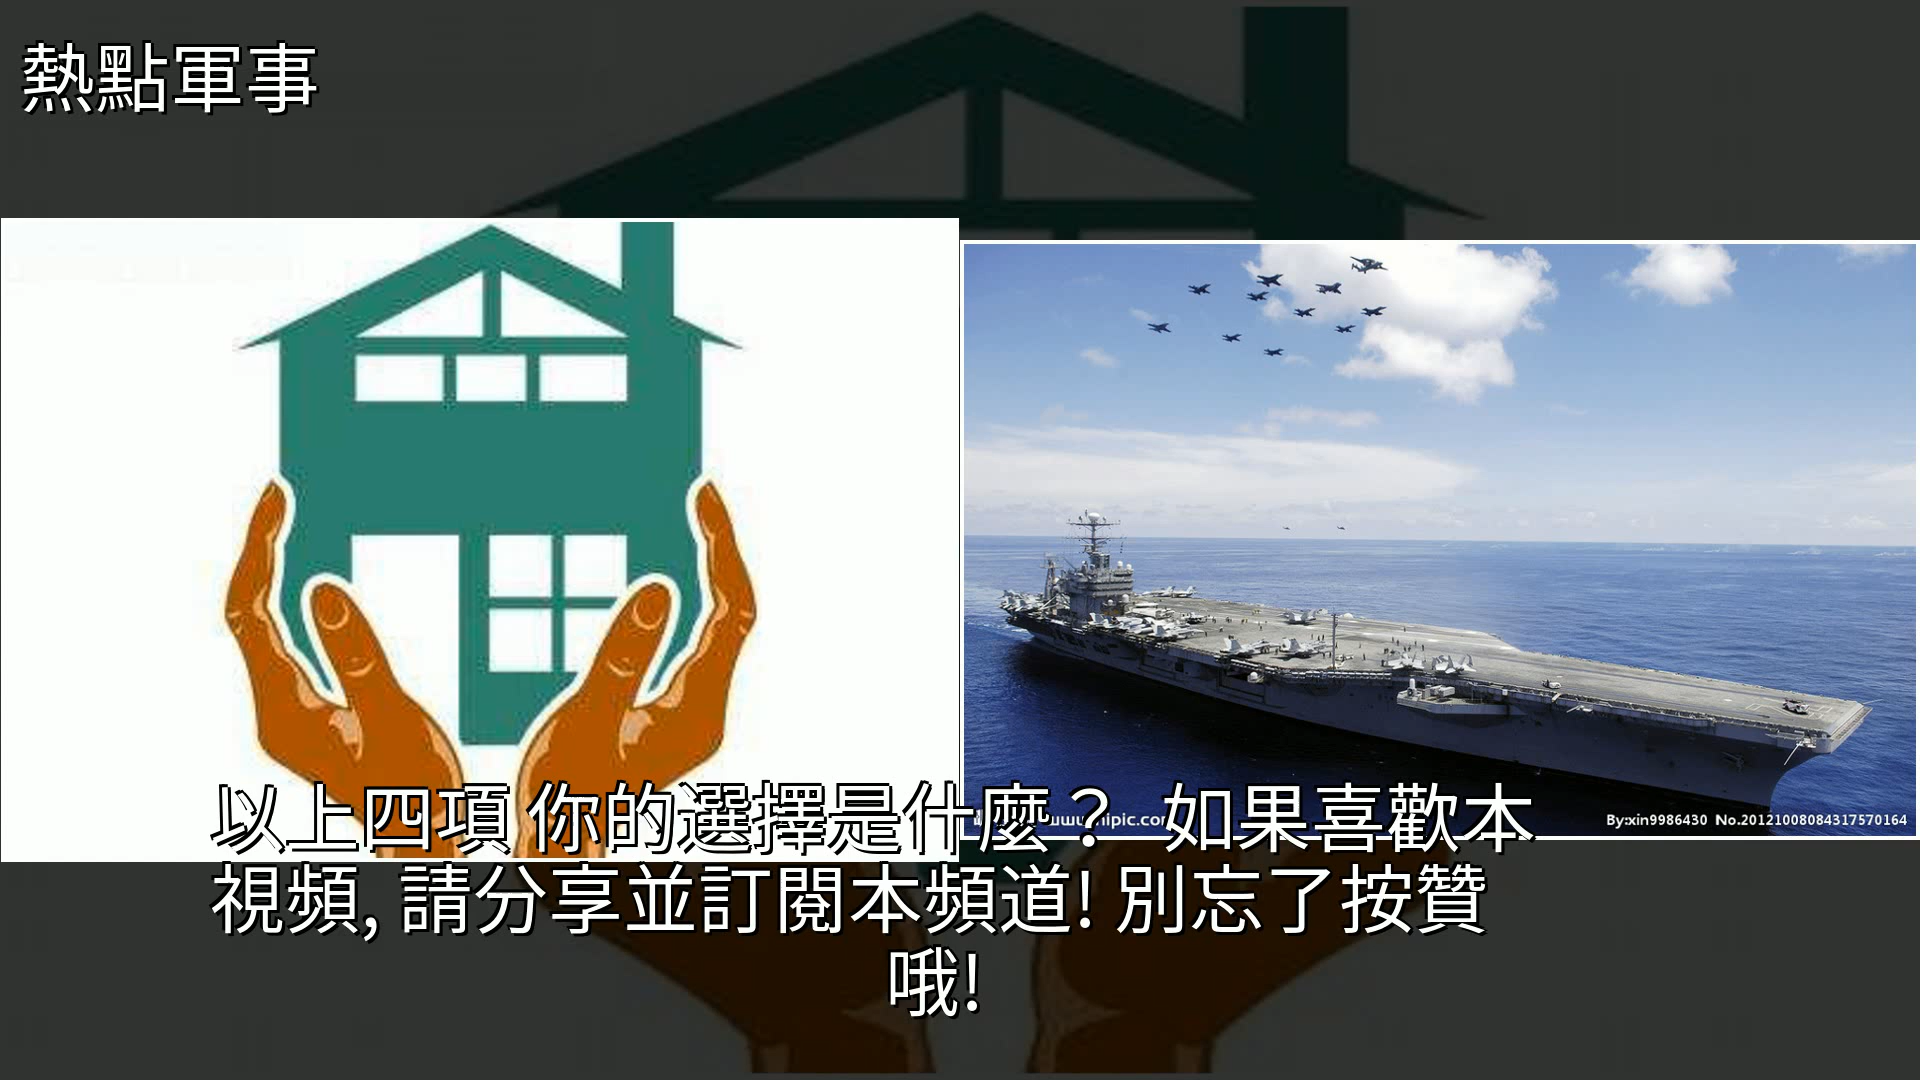 熱點軍事
By:xin9986430 No.20121008084317570164
以上四項 你的選擇是什麼？ 如果喜歡本
視頻, 請分享並訂閱本頻道! 別忘了按贊
哦!